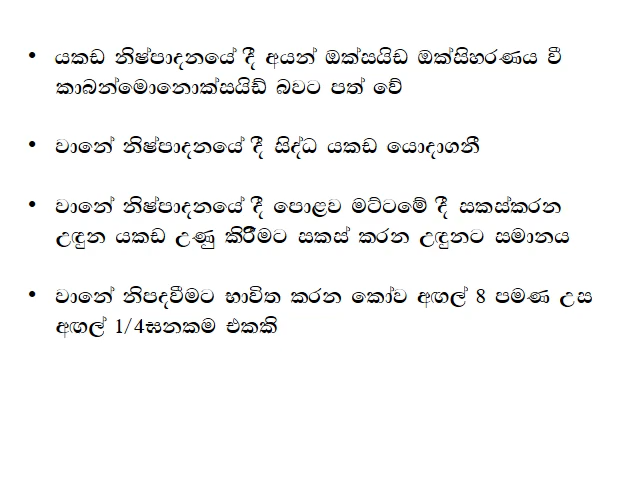 • යකඩ නිෂ්පාදනයේ දී අයන් ඔක්සයිඩ ඔක්සිහරණය වී
කාබන්මොනොක්සයිඩ් බවට පත් වේ
• වානේ නිෂ්පාදනයේ දී සිද්ධ යකඩ යොදාගනී
• වානේ නිෂ්පාදනයේ දී පොළව මට්ටමේ දී සකස්කරන
උඳුන යකඩ උණු කිරීමට සකස් කරන උඳුනට සමානය
• වානේ නිපදවීමට භාවිත කරන කෝව අඟල් 8 පමණ උස
අඟල් 1/4ඝනකම එකකි